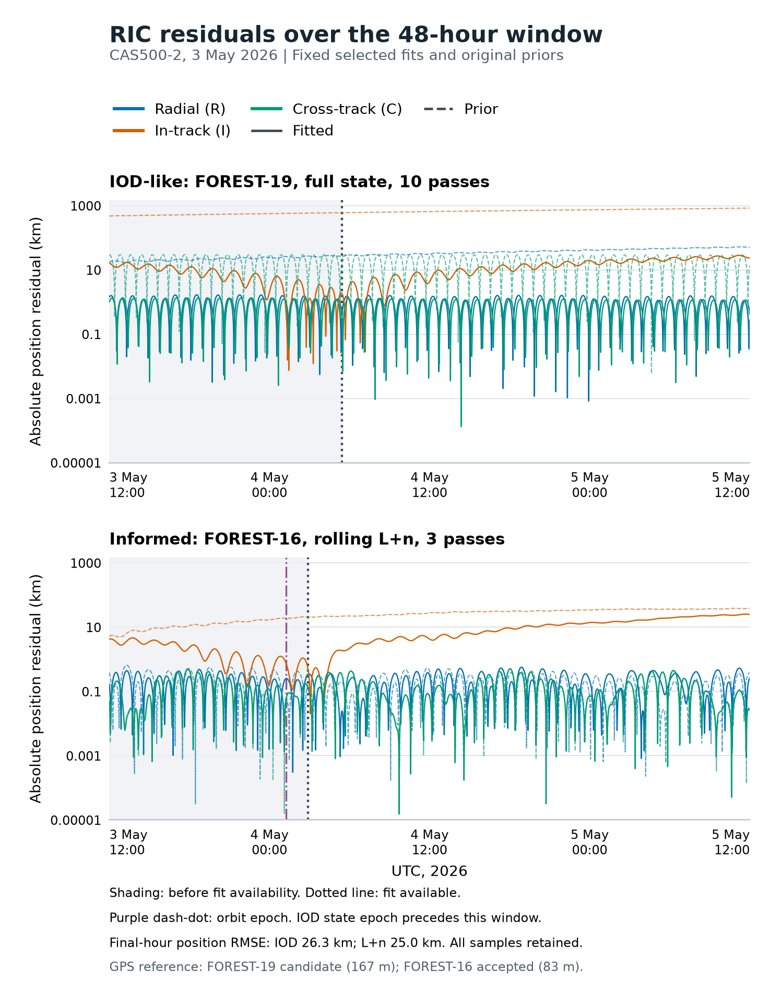 RIC residuals over the 48-hour window
CAS500-2, 3 May 2026 | Fixed selected fits and original priors
Radial (R)
Cross-track (C)
Prior
In-track (I)
Fitted
IOD-like: FOREST-19, full state, 10 passes
Absolute position residual (km)
1000
10
0.1
0.001
0.00001
3 May
12:00
4 May
00:00
4 May
12:00
5 May
00:00
5 May
12:00
Informed: FOREST-16, rolling L+n, 3 passes
Absolute position residual (km)
1000
10
0.1
0.001
0.00001
3 May
12:00
4 May
00:00
4 May
12:00
5 May
00:00
5 May
12:00
UTC, 2026
Shading: before fit availability. Dotted line: fit available.
Purple dash-dot: orbit epoch. IOD state epoch precedes this window.
Final-hour position RMSE: IOD 26.3 km; L+n 25.0 km. All samples retained.
GPS reference: FOREST-19 candidate (167 m); FOREST-16 accepted (83 m).